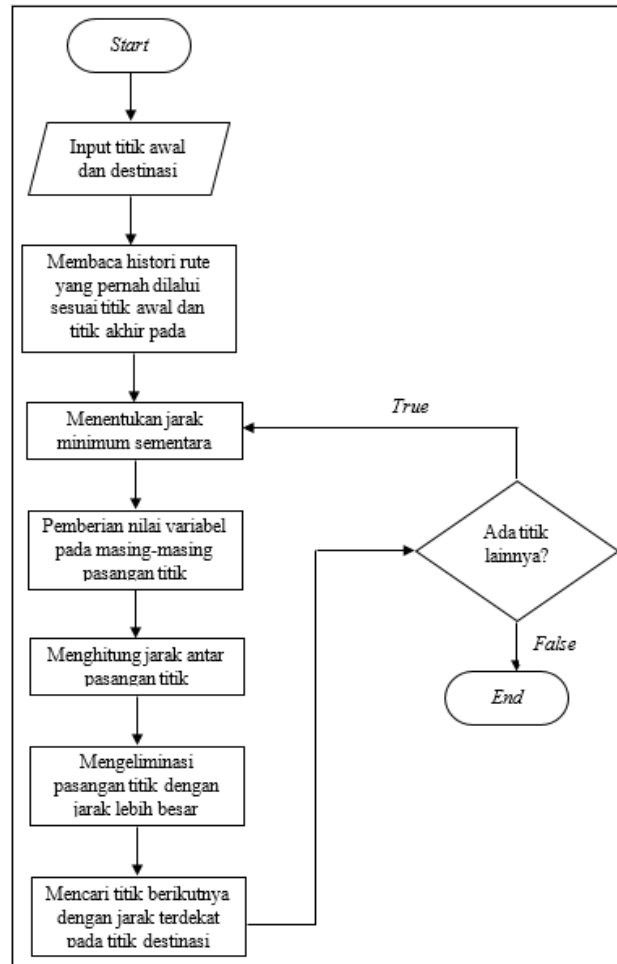 Start
Input titik awal
dan destinasi
Membaca histori rute
yang pernah dilalui
sesuai titik awal dan
titik akhir pada
Menentukan jarak
minimum sementara
Pemberian nilai variabel
pada masing-masing
pasangan titik
Menghitung jarak antar
pasangan titik
Mengeliminasi
pasangan titik dengan
jarak lebih besar
Mencari titik berikutnya
dengan jarak terdekat
pada titik destinasi
True
Ada titik
lainnya?
False
End